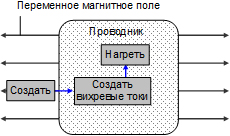 Переменное магнитное поле
Проводник
Нагреть
Создать
Создать
вихревые токи